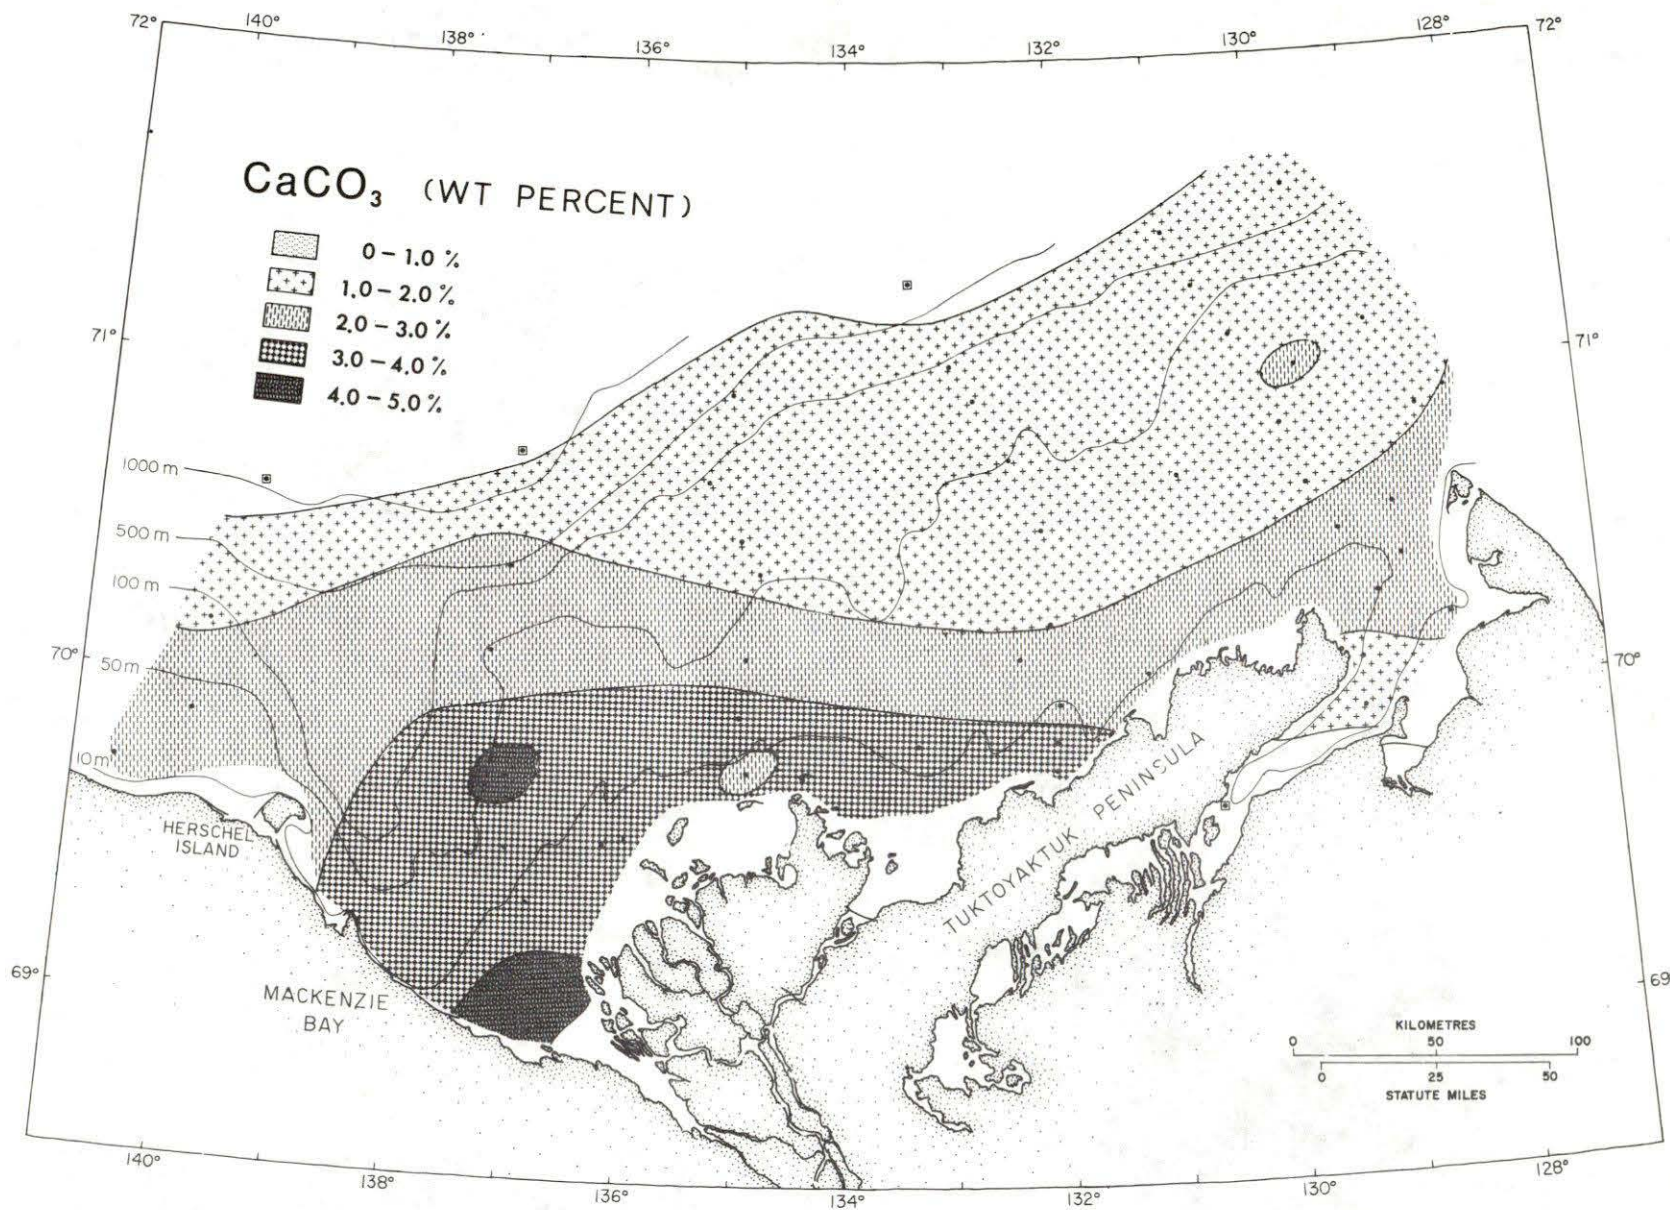 72° 140° 138° 136° 134° 132° 130° 128° 72°
CaCO₃ (WT PERCENT)
0 – 1.0 %
1.0 – 2.0 %
2.0 – 3.0 %
3.0 – 4.0 %
4.0 – 5.0 %
71° 71°
1000 m
500 m
100 m
70° 70°
50 m
10 m
HERSCHEL
ISLAND
TUKTOYAKTUK PENINSULA
69° 69°
MACKENZIE
BAY
KILOMETRES
0 50 100
0 25 50
STATUTE MILES
140° 138° 136° 134° 132° 130° 128°